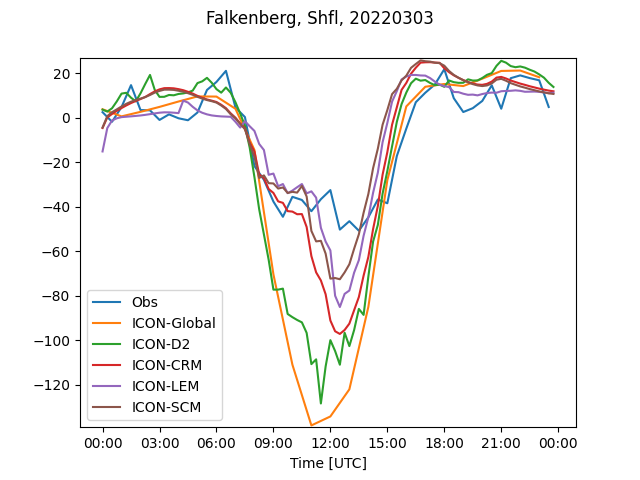 Falkenberg, Shfl, 20220303
20
0
−20
−40
−60
−80
−100
−120
Obs
ICON-Global
ICON-D2
ICON-CRM
ICON-LEM
ICON-SCM
00:00 03:00 06:00 09:00 12:00 15:00 18:00 21:00 00:00
Time [UTC]